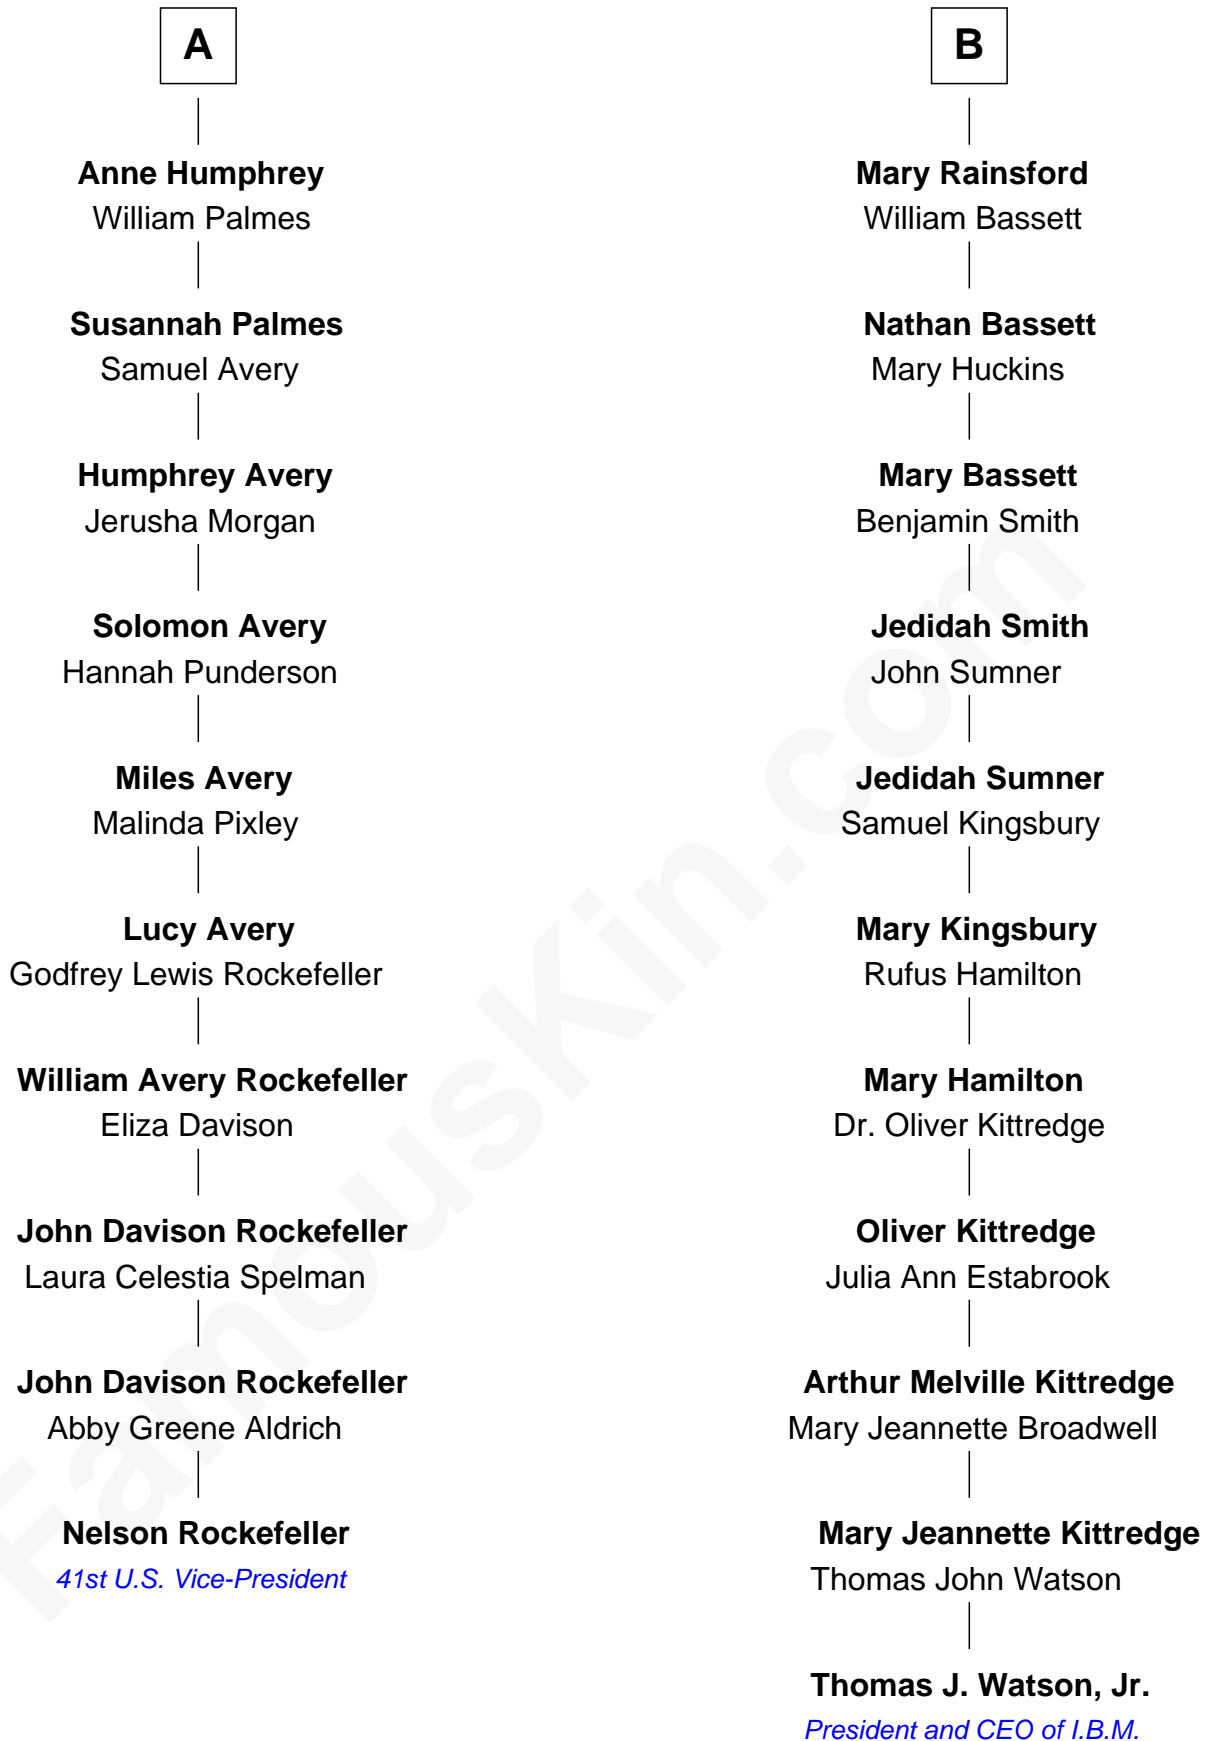 A
Anne Humphrey
William Palmes
Susannah Palmes
Samuel Avery
Humphrey Avery
Jerusha Morgan
Solomon Avery
Hannah Punderson
Miles Avery
Malinda Pixley
Lucy Avery
Godfrey Lewis Rockefeller
William Avery Rockefeller
Eliza Davison
John Davison Rockefeller
Laura Celestia Spelman
John Davison Rockefeller
Abby Greene Aldrich
Nelson Rockefeller
41st U.S. Vice-President
B
Mary Rainsford
William Bassett
Nathan Bassett
Mary Huckins
Mary Bassett
Benjamin Smith
Jedidah Smith
John Sumner
Jedidah Sumner
Samuel Kingsbury
Mary Kingsbury
Rufus Hamilton
Mary Hamilton
Dr. Oliver Kittredge
Oliver Kittredge
Julia Ann Estabrook
Arthur Melville Kittredge
Mary Jeannette Broadwell
Mary Jeannette Kittredge
Thomas John Watson
Thomas J. Watson, Jr.
President and CEO of I.B.M.
FamousKin.com